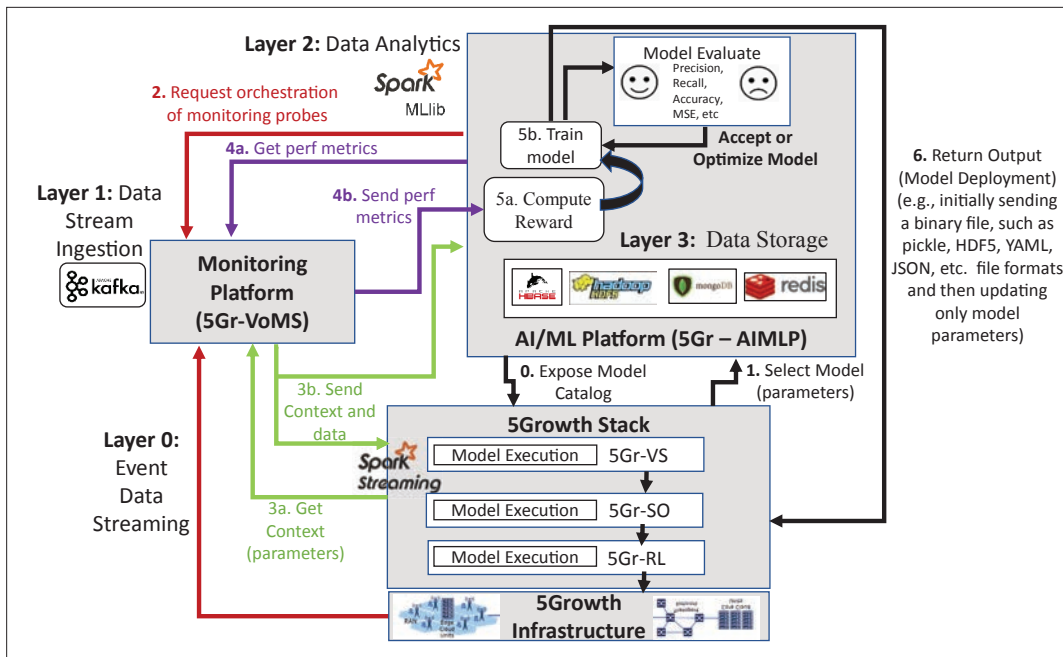 Layer 2: Data Analytics
Spark
MLlib
2. Request orchestration
of monitoring probes
4a. Get perf metrics
4b. Send perf
metrics
Layer 1: Data
Stream
Ingestion
kafka
Monitoring
Platform
(5Gr-VoMS)
Model Evaluate
Precision,
Recall,
Accuracy,
MSE, etc
5b. Train
model
Accept or
Optimize Model
5a. Compute
Reward
Layer 3: Data Storage
APACHE
HBASE
hadoop
HDFS
mongoDB
redis
AI/ML Platform (5Gr – AIMLP)
6. Return Output
(Model Deployment)
(e.g., initially sending
a binary file, such as
pickle, HDF5, YAML,
JSON, etc. file formats
and then updating
only model
parameters)
0. Expose Model
Catalog
1. Select Model
(parameters)
3b. Send
Context and
data
Layer 0:
Event
Data
Streaming
3a. Get
Context
(parameters)
Spark
Streaming
5Growth Stack
Model Execution 5Gr-VS
Model Execution 5Gr-SO
Model Execution 5Gr-RL
5Growth
Infrastructure
RAN
Edge
Cloud
Units